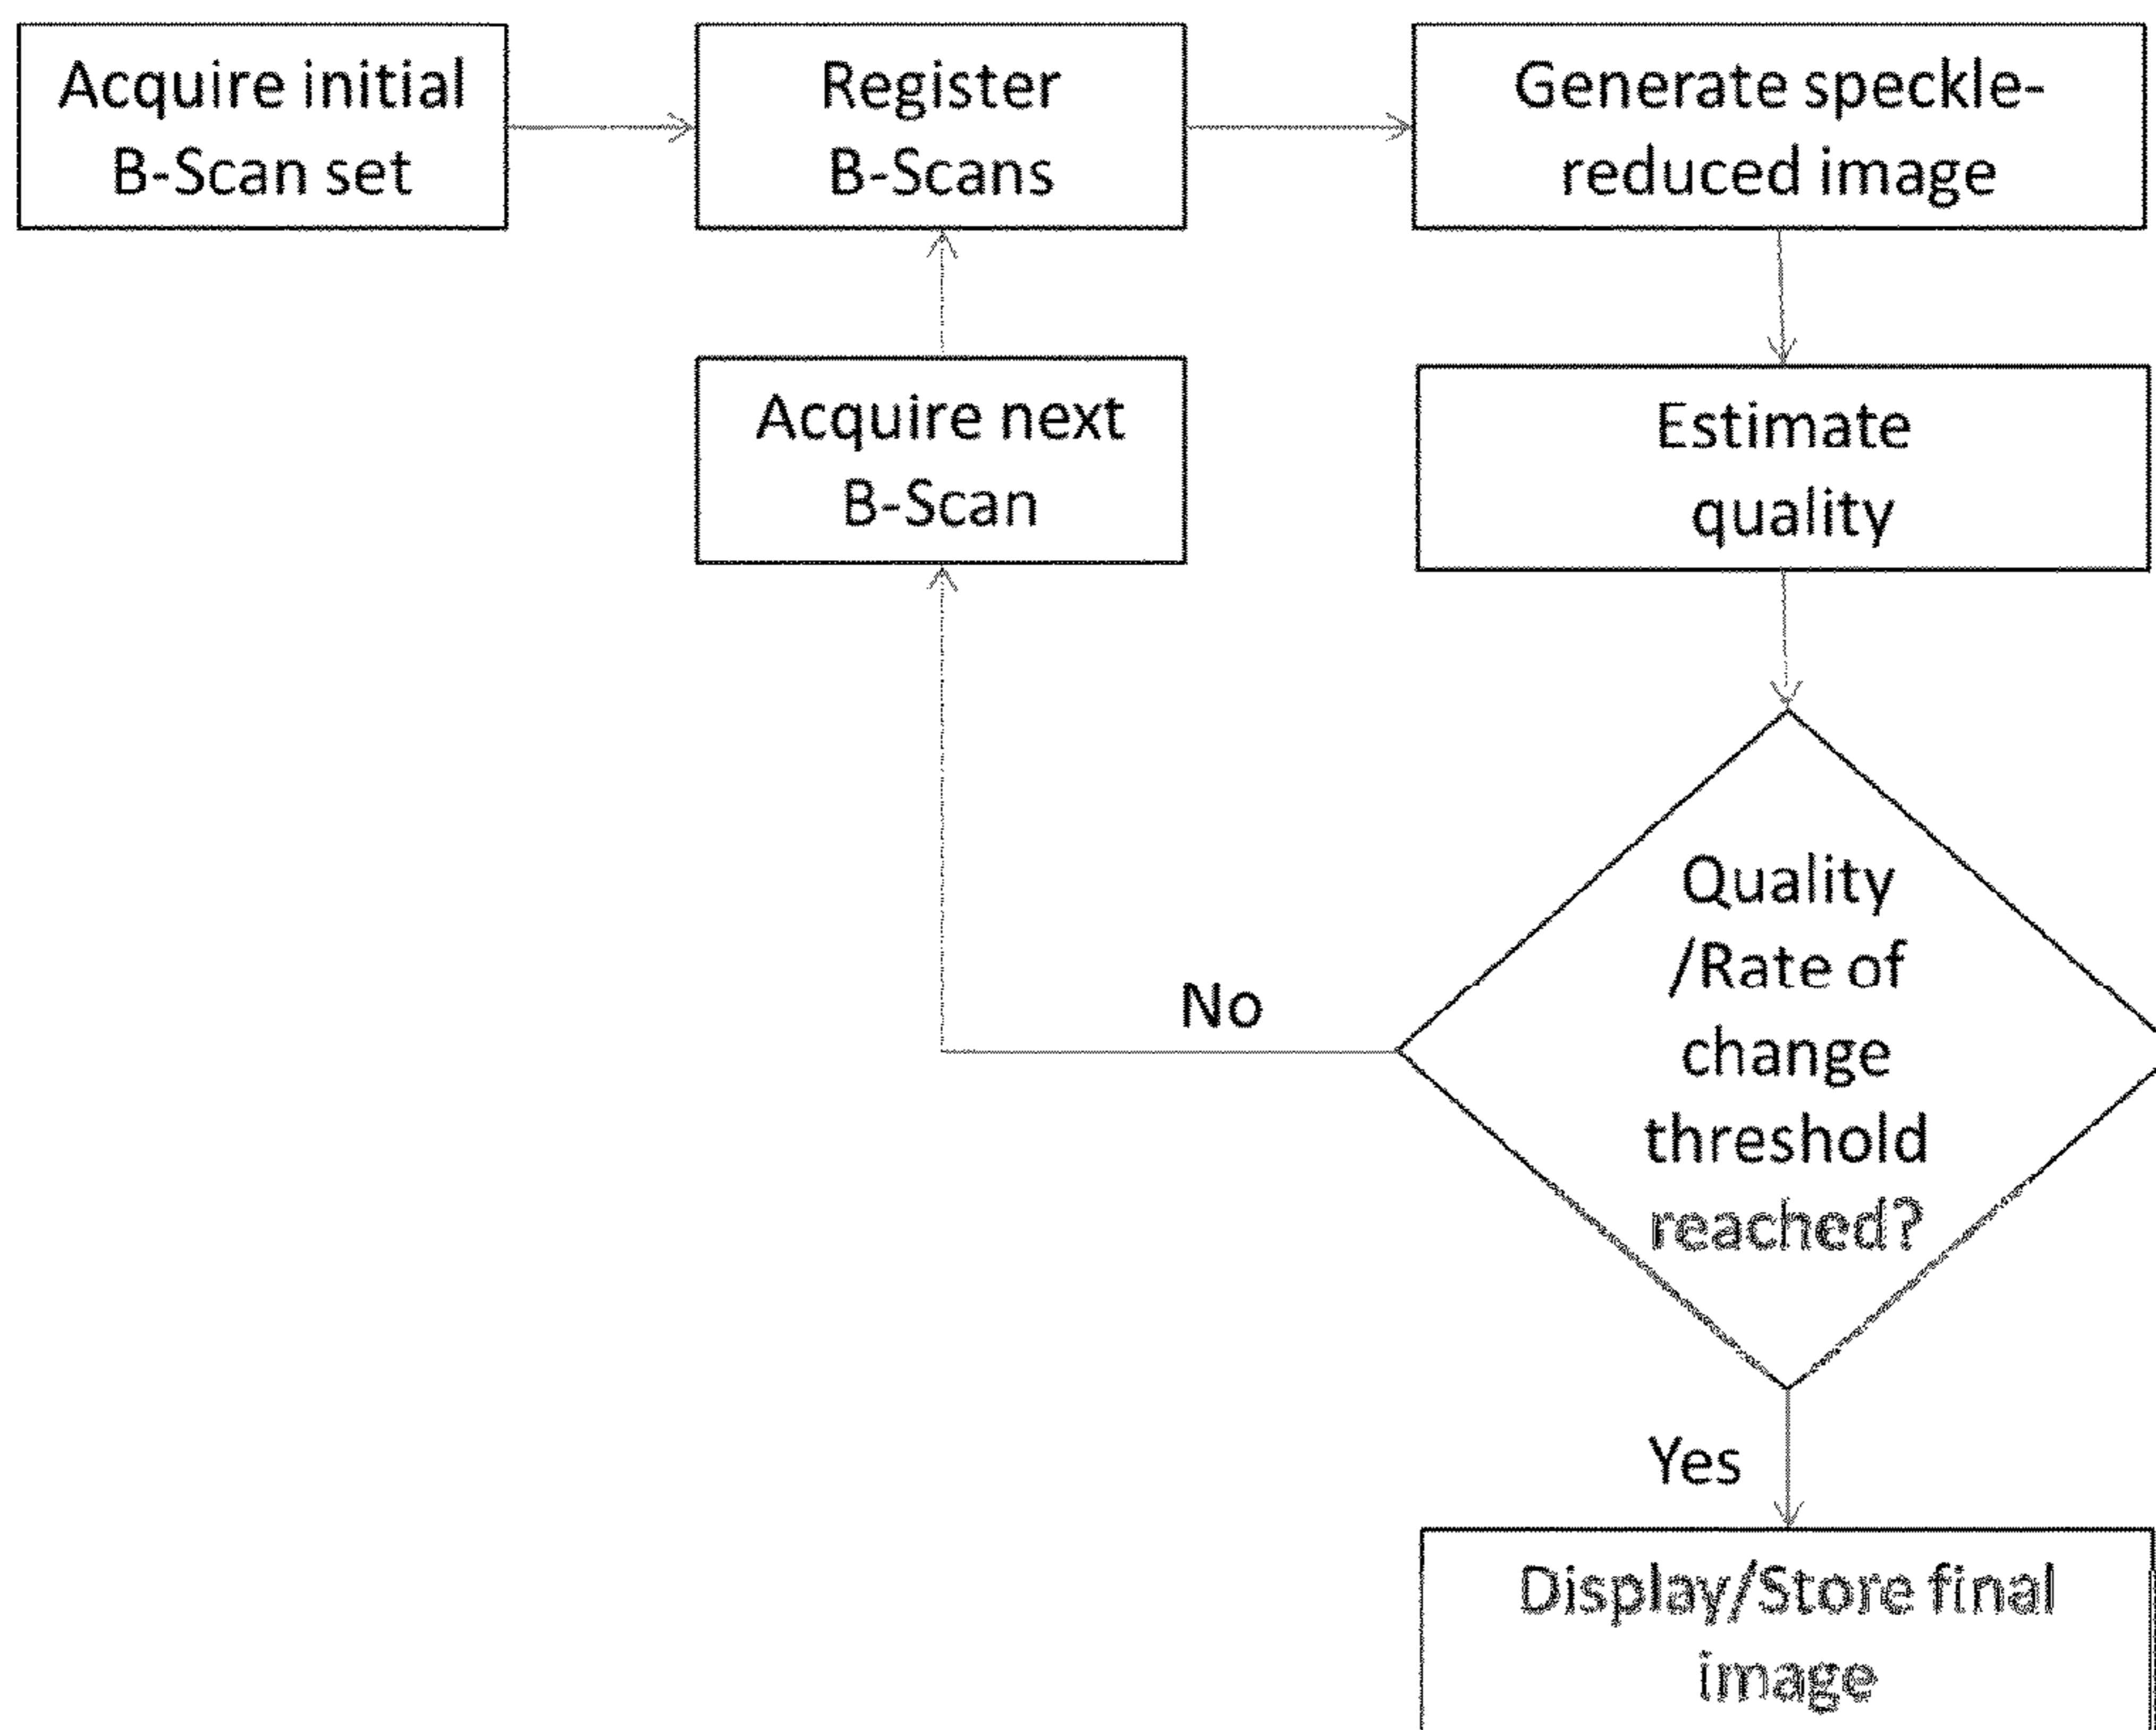 Acquire initial
B-Scan set
Register
B-Scans
Generate speckle-
reduced image
Acquire next
B-Scan
Estimate
quality
Quality
/Rate of
change
threshold
reached?
No
Yes
Display/Store final
image